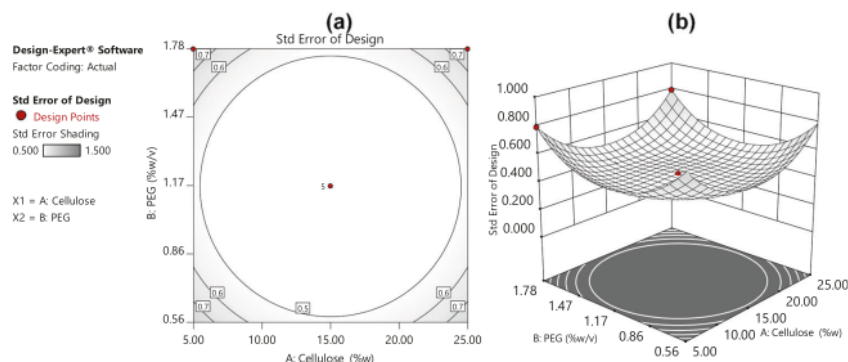 Design-Expert® Software
Factor Coding: Actual
Std Error of Design
Design Points
Std Error Shading
0.500 1.500
X1 = A: Cellulose
X2 = B: PEG
(a)
Std Error of Design
B: PEG (%w/v)
1.78
1.47
1.17
0.86
0.56
0.7
0.6
0.6
0.7
5
0.6
0.7
0.5
0.6
0.7
5.00 10.00 15.00 20.00 25.00
A: Cellulose (%w)
(b)
Std Error of Design
1.000
0.800
0.600
0.400
0.200
0.000
1.78
1.47
1.17
0.86
0.56
B: PEG (%w/v)
25.00
20.00
15.00
10.00
5.00
A: Cellulose (%w)